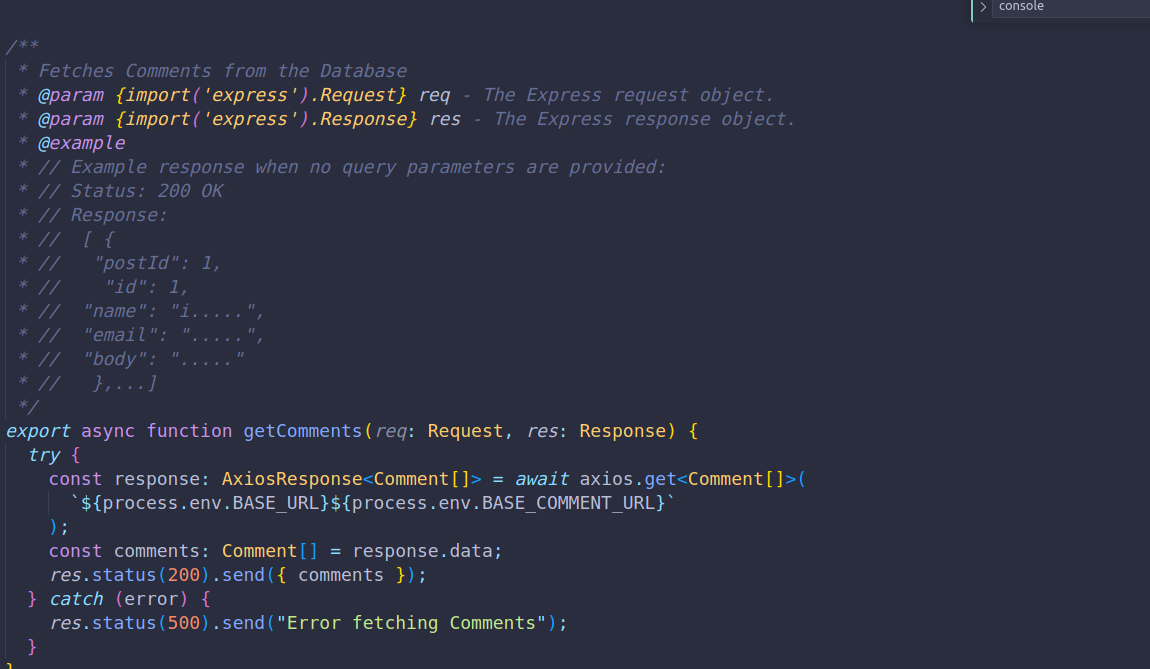 console
/**
 * Fetches Comments from the Database
 * @param {import('express').Request} req - The Express request object.
 * @param {import('express').Response} res - The Express response object.
 * @example
 * // Example response when no query parameters are provided:
 * // Status: 200 OK
 * // Response:
 * //  [ {
 * //   "postId": 1,
 * //    "id": 1,
 * //  "name": "i.....",
 * //  "email": ".....",
 * //  "body": "....."
 * //   },...]
 */
export async function getComments(req: Request, res: Response) {
  try {
    const response: AxiosResponse<Comment[]> = await axios.get<Comment[]>(
      `${process.env.BASE_URL}${process.env.BASE_COMMENT_URL}`
    );
    const comments: Comment[] = response.data;
    res.status(200).send({ comments });
  } catch (error) {
    res.status(500).send("Error fetching Comments");
  }
}